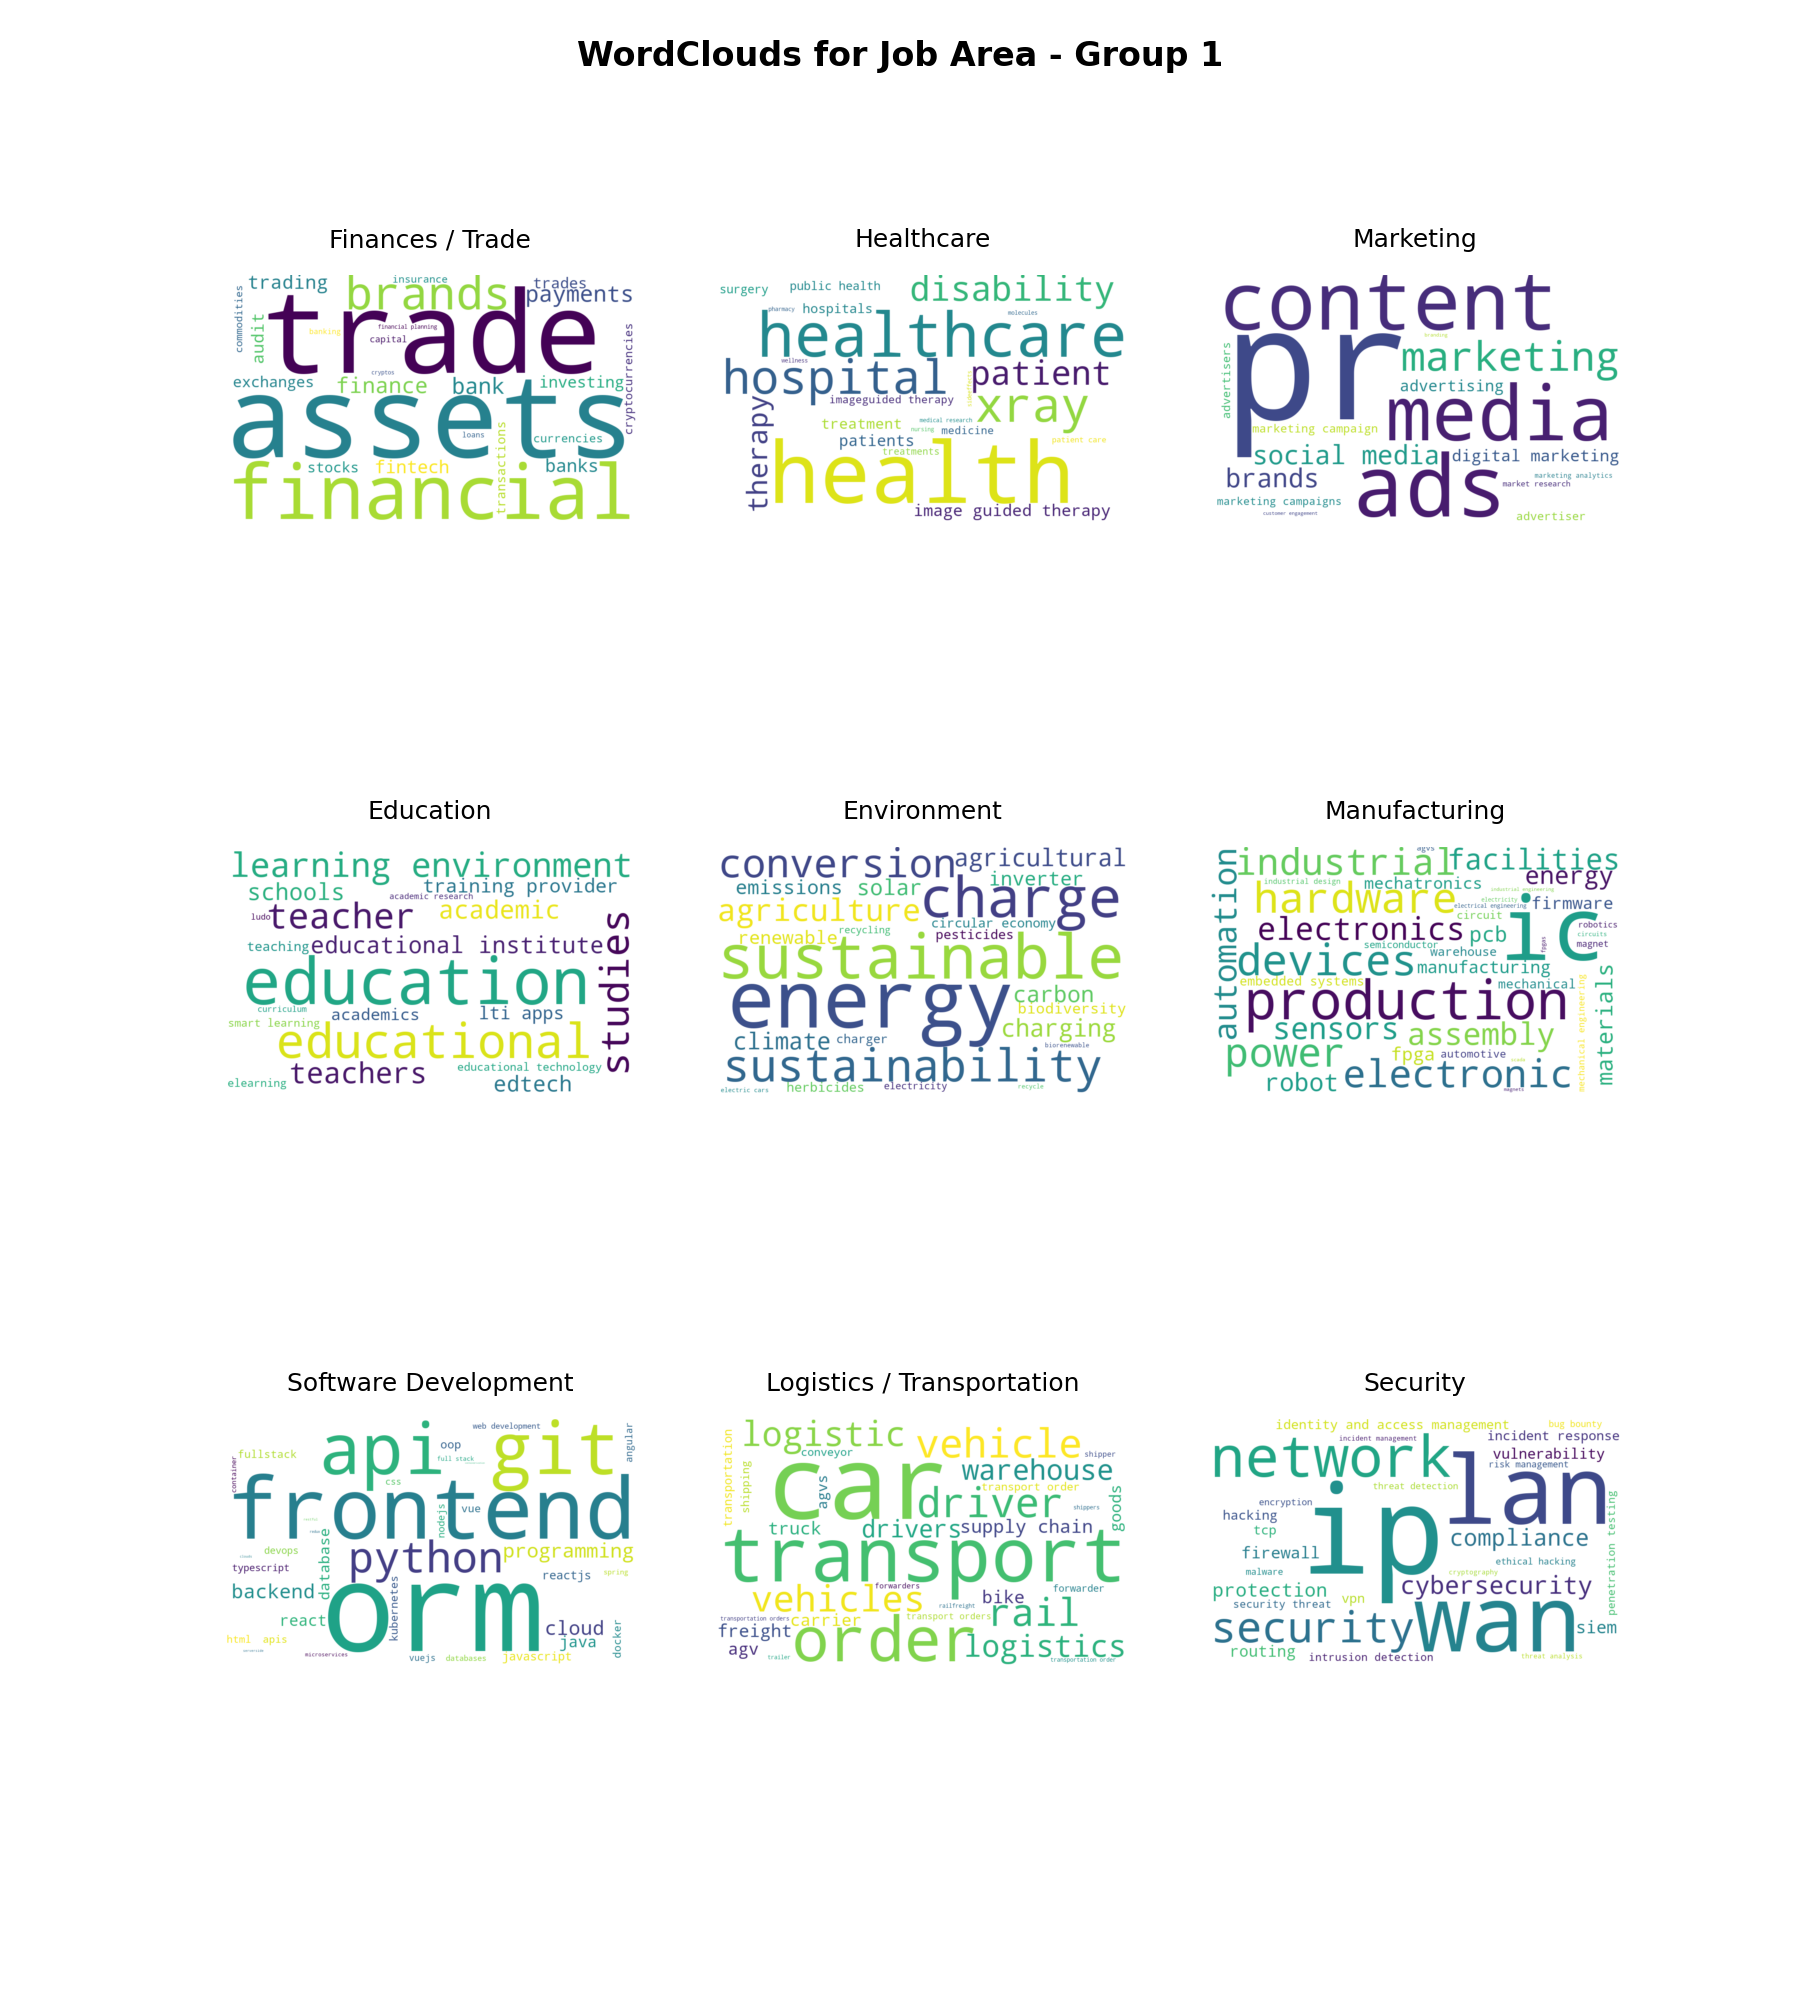 WordClouds for Job Area - Group 1
Finances / Trade
trading
brands
insurance
trades
payments
commodities
audit
trade
banking
financial planning
capital
cryptos
cryptocurrencies
exchanges
finance
bank
investing
assets
loans
currencies
transactions
stocks
fintech
banks
financial
Healthcare
surgery
public health
disability
pharmacy
hospitals
molecules
healthcare
wellness
hospital
patient
imageguided therapy
xray
therapy
treatment
medical research
nursing
medicine
patients
patient care
treatments
health
image guided therapy
Marketing
content
pr
branding
marketing
advertisers
advertising
media
marketing campaign
social media
digital marketing
brands
ads
marketing analytics
market research
marketing campaigns
customer engagement
advertiser
Education
learning environment
schools
training provider
academic research
ludo
teacher
academic
teaching
educational institute
studies
education
curriculum
academics
lti apps
smart learning
educational
teachers
educational technology
elearning
edtech
Environment
conversion
agricultural
emissions
solar
inverter
charge
agriculture
circular economy
renewable
recycling
pesticides
sustainable
energy
carbon
biodiversity
charging
climate
charger
biorenewable
sustainability
electric cars
herbicides
electricity
recycle
Manufacturing
automation
industrial
agvs
facilities
industrial design
mechatronics
energy
industrial engineering
hardware
electricity
electrical engineering
firmware
circuit
ic
electronics
pcb
robotics
circuits
semiconductor
magnet
fpgas
devices
warehouse
manufacturing
materials
embedded systems
mechanical
mechanical engineering
production
sensors
assembly
power
fpga
automotive
robot
electronic
magnets
Software Development
api
web development
git
angular
fullstack
oop
full stack
container
css
frontend
nodejs
vue
database
devops
python
programming
typescript
reactjs
spring
backend
kubernetes
orm
react
cloud
html
apis
java
docker
microservices
vuejs
databases
javascript
Logistics / Transportation
transportation
logistic
conveyor
vehicle
shipper
shipping
car
agvs
warehouse
transport order
driver
goods
shippers
truck
drivers
supply chain
transport
forwarders
vehicles
bike
forwarder
railfreight
transportation orders
carrier
transport orders
rail
freight
order
agv
trailer
logistics
transportation order
Security
identity and access management
bug bounty
incident management
incident response
network
lan
vulnerability
risk management
threat detection
encryption
ip
hacking
tcp
compliance
penetration testing
firewall
ethical hacking
malware
cryptography
protection
cybersecurity
security threat
vpn
security
wan
siem
routing
intrusion detection
threat analysis